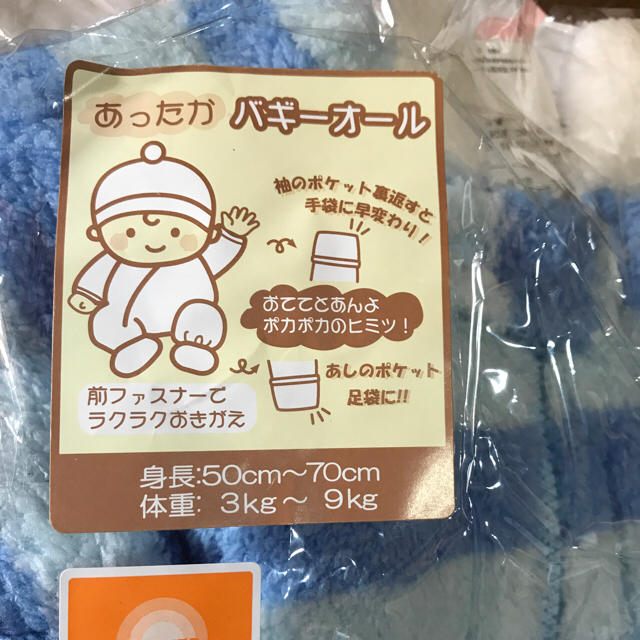 あったか バギーオール
袖のポケット裏返すと
手袋に早変わり！
おててとあんよ
ポカポカのヒミツ！
あしのポケット
足袋に!!
前ファスナーで
ラクラクおきがえ
身長:50cm～70cm
体重: 3kg～ 9kg